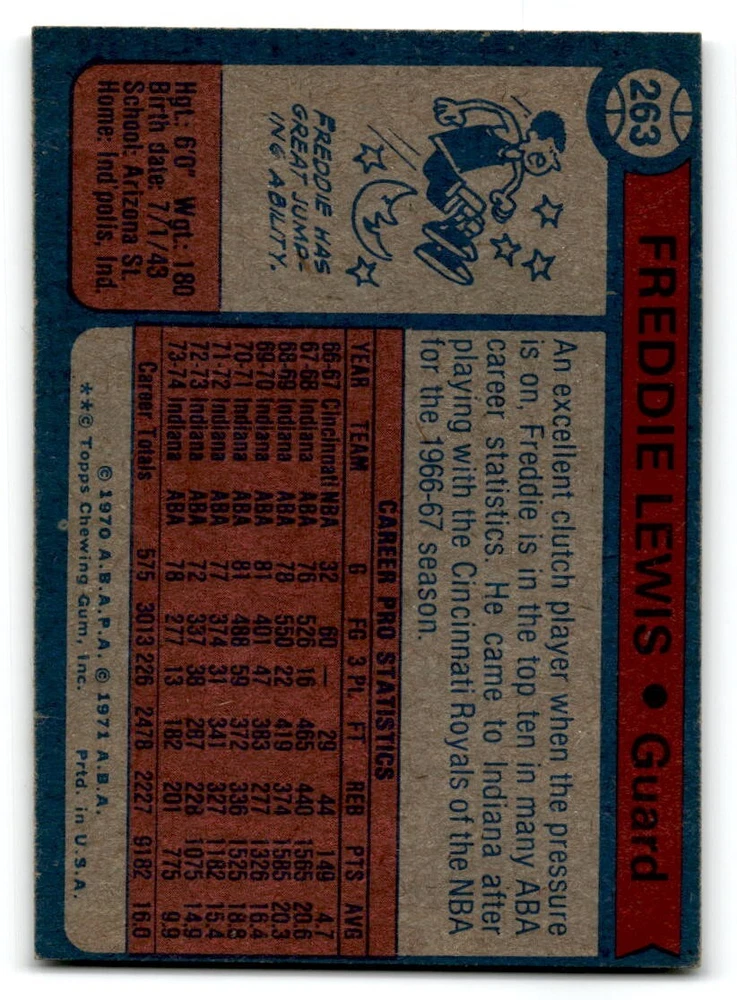 263
FREDDIE LEWIS • Guard
FREDDIE HAS
GREAT JUMP-
ING ABILITY.
Hgt: 6'0" Wgt: 180
Birth date: 7/1/43
School: Arizona St.
Home: Ind'polis, Ind.
An excellent clutch player when the pressure
is on, Freddie is in the top ten in many ABA
career statistics. He came to Indiana after
playing with the Cincinnati Royals of the NBA
for the 1966-67 season.
CAREER PRO STATISTICS
YEAR TEAM G FG 3 Pt. FT REB PTS AVG
66-67 Cincinnati NBA 32 60 — 29 44 149 4.7
67-68 Indiana ABA 76 526 16 465 440 1565 20.6
68-69 Indiana ABA 78 550 22 419 374 1585 20.3
69-70 Indiana ABA 81 401 47 383 277 1326 16.4
70-71 Indiana ABA 81 488 59 372 336 1525 18.8
71-72 Indiana ABA 77 374 31 341 327 1182 15.4
72-73 Indiana ABA 72 337 38 287 228 1075 14.9
73-74 Indiana ABA 78 277 13 182 201 775 9.9
Career Totals 575 3013 226 2478 2227 9182 16.0
© 1970 A.B.A.P.A. © 1971 A.B.A.
**© Topps Chewing Gum, Inc. Prtd. in U.S.A.